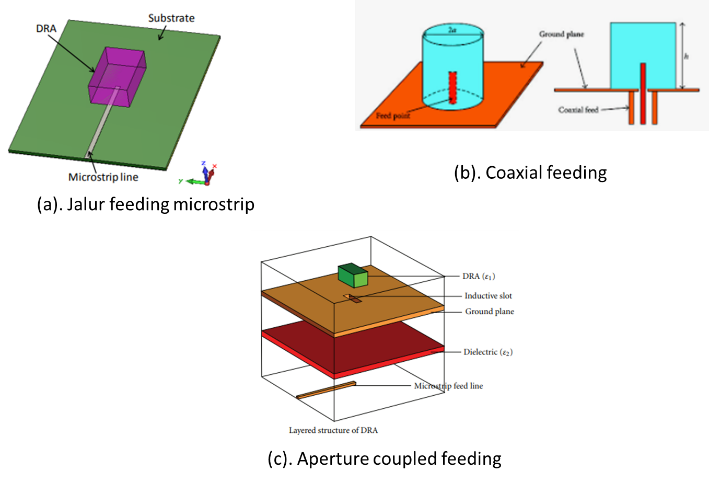 Substrate
DRA
Microstrip line
z
x
y
(a). Jalur feeding microstrip
2a
Ground plane
h
Feed point
Coaxial feed
(b). Coaxial feeding
DRA (ε₁)
Inductive slot
Ground plane
Dielectric (ε₂)
Microstrip feed line
Layered structure of DRA
(c). Aperture coupled feeding